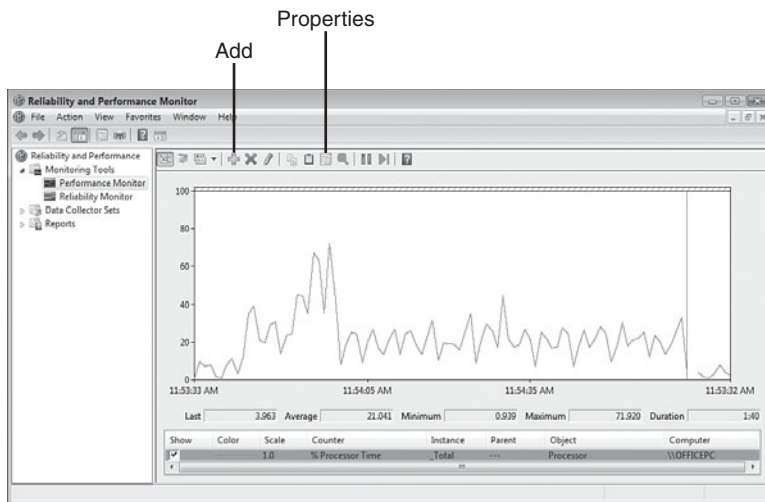 Properties
Add
Reliability and Performance Monitor
File Action View Favorites Window Help
Reliability and Performance
Monitoring Tools
Performance Monitor
Reliability Monitor
Data Collector Sets
Reports
100
80
60
40
20
0
11:53:33 AM 11:54:05 AM 11:54:35 AM 11:53:32 AM
Last 3.963 Average 21.041 Minimum 0.939 Maximum 71.920 Duration 1:40
Show Color Scale Counter Instance Parent Object Computer
1.0 % Processor Time _Total --- Processor \\OFFICEPC